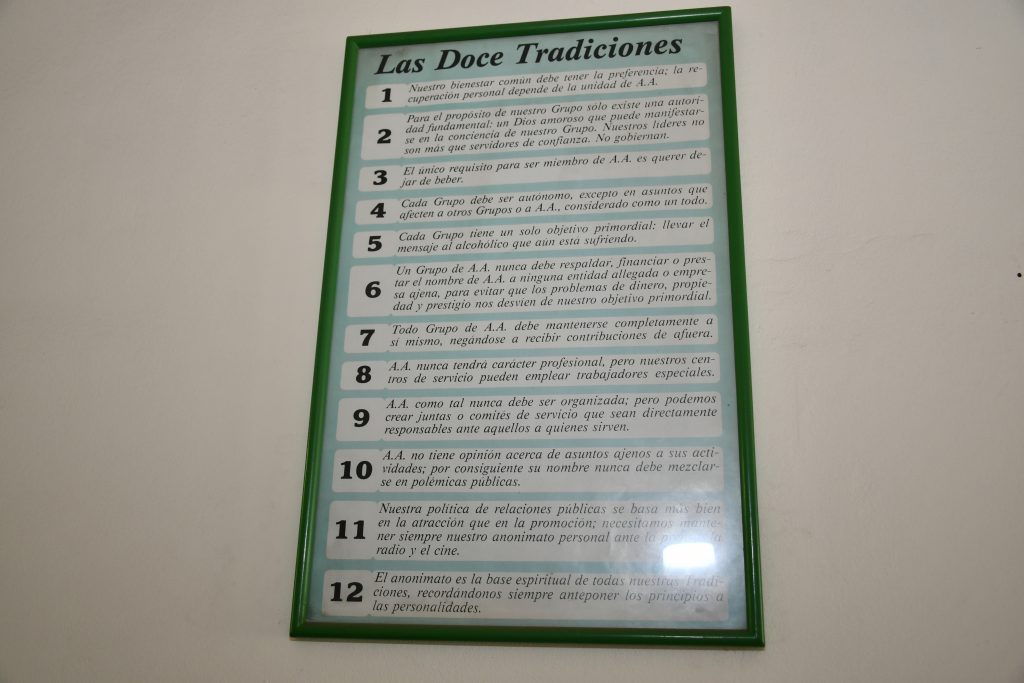 Las Doce Tradiciones
1 Nuestro bienestar común debe tener la preferencia; la re-
cuperación personal depende de la unidad de A.A.
2 Para el propósito de nuestro Grupo sólo existe una autori-
dad fundamental: un Dios amoroso que puede manifestar-
se en la conciencia de nuestro Grupo. Nuestros líderes no
son más que servidores de confianza. No gobiernan.
3 El único requisito para ser miembro de A.A. es querer de-
jar de beber.
4 Cada Grupo debe ser autónomo, excepto en asuntos que
afecten a otros Grupos o a A.A., considerado como un todo.
5 Cada Grupo tiene un solo objetivo primordial: llevar el
mensaje al alcohólico que aún está sufriendo.
6 Un Grupo de A.A. nunca debe respaldar, financiar o pres-
tar el nombre de A.A. a ninguna entidad allegada o empre-
sa ajena, para evitar que los problemas de dinero, propie-
dad y prestigio nos desvíen de nuestro objetivo primordial.
7 Todo Grupo de A.A. debe mantenerse completamente a
sí mismo, negándose a recibir contribuciones de afuera.
8 A.A. nunca tendrá carácter profesional, pero nuestros cen-
tros de servicio pueden emplear trabajadores especiales.
9 A.A. como tal nunca debe ser organizada; pero podemos
crear juntas o comités de servicio que sean directamente
responsables ante aquellos a quienes sirven.
10 A.A. no tiene opinión acerca de asuntos ajenos a sus acti-
vidades; por consiguiente su nombre nunca debe mezclar-
se en polémicas públicas.
11 Nuestra política de relaciones públicas se basa más bien
en la atracción que en la promoción; necesitamos mante-
ner siempre nuestro anonimato personal ante la la
radio y el cine.
12 El anonimato es la base espiritual de todas nuestras Tradi-
ciones, recordándonos siempre anteponer los principios a
las personalidades.